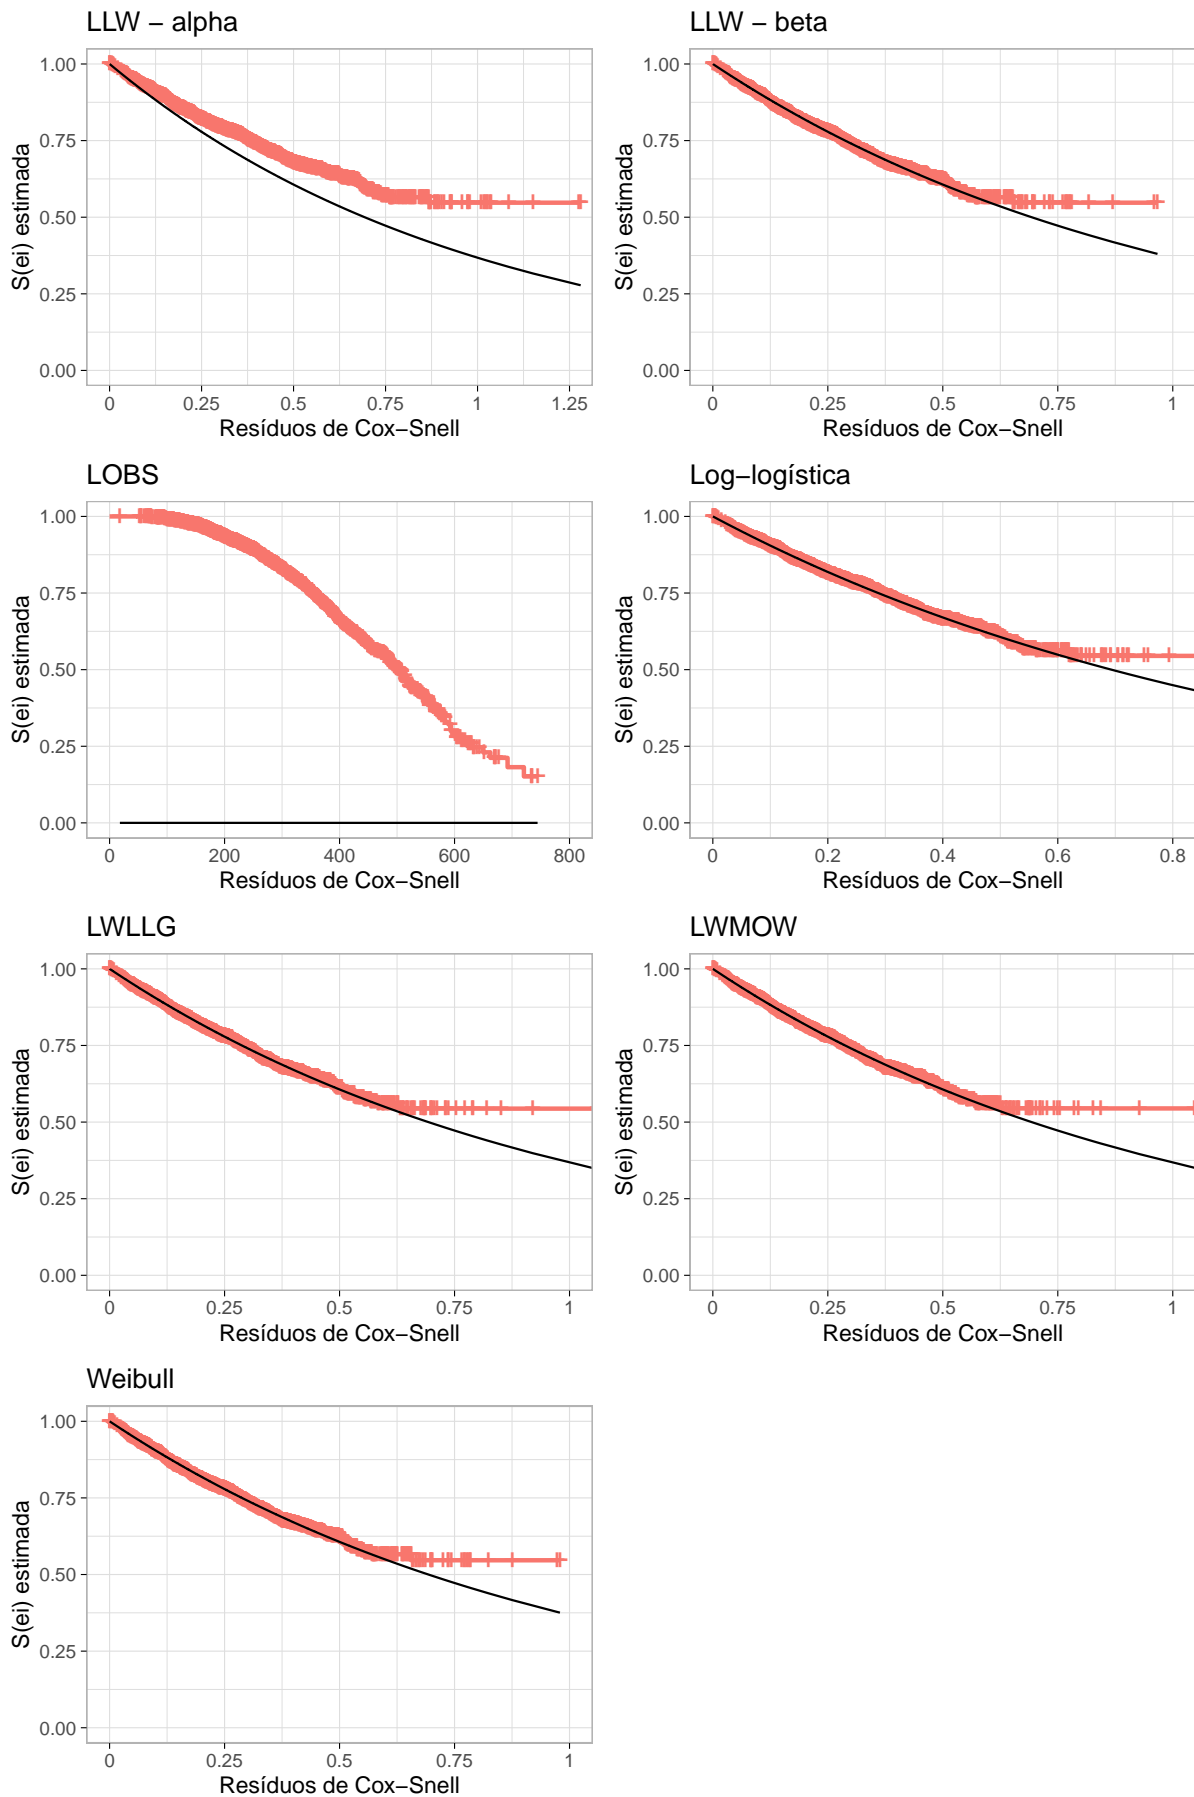 LLW − alpha
1.00
0.75
0.50
0.25
0.00
S(ei) estimada
0 0.25 0.5 0.75 1 1.25
Resíduos de Cox−Snell
LLW − beta
1.00
0.75
0.50
0.25
0.00
S(ei) estimada
0 0.25 0.5 0.75 1
Resíduos de Cox−Snell
LOBS
1.00
0.75
0.50
0.25
0.00
S(ei) estimada
0 200 400 600 800
Resíduos de Cox−Snell
Log−logística
1.00
0.75
0.50
0.25
0.00
S(ei) estimada
0 0.2 0.4 0.6 0.8
Resíduos de Cox−Snell
LWLLG
1.00
0.75
0.50
0.25
0.00
S(ei) estimada
0 0.25 0.5 0.75 1
Resíduos de Cox−Snell
LWMOW
1.00
0.75
0.50
0.25
0.00
S(ei) estimada
0 0.25 0.5 0.75 1
Resíduos de Cox−Snell
Weibull
1.00
0.75
0.50
0.25
0.00
S(ei) estimada
0 0.25 0.5 0.75 1
Resíduos de Cox−Snell